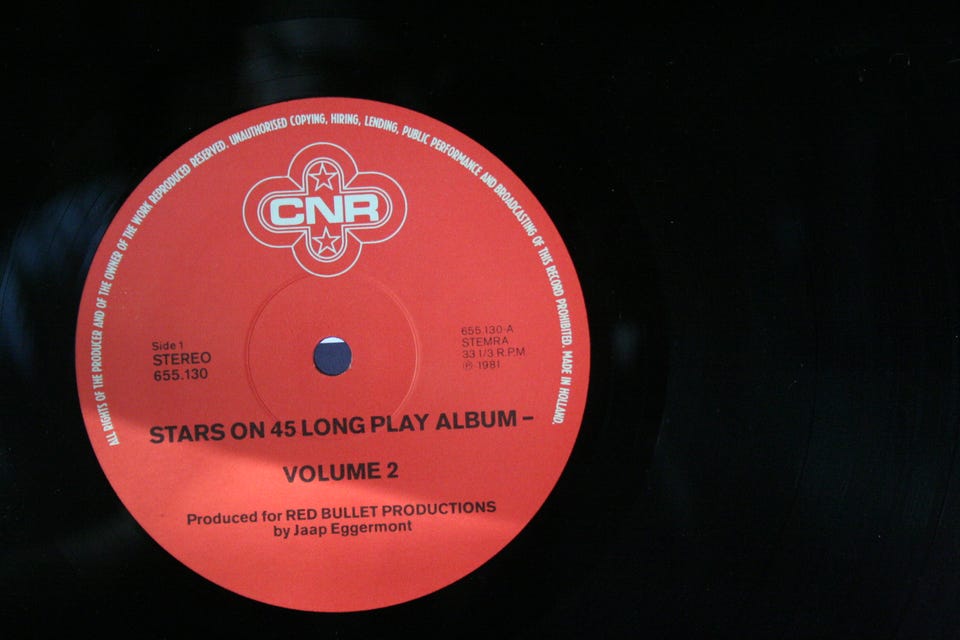 ALL RIGHTS OF THE PRODUCER AND OF THE OWNER OF THE WORK REPRODUCED RESERVED. UNAUTHORISED COPYING, HIRING, LENDING, PUBLIC PERFORMANCE AND BROADCASTING OF THIS RECORD PROHIBITED. MADE IN HOLLAND.
CNR
Side 1
STEREO
655.130
655.130-A
STEMRA
33 1/3 R.P.M
℗ 1981
STARS ON 45 LONG PLAY ALBUM –
VOLUME 2
Produced for RED BULLET PRODUCTIONS
by Jaap Eggermont